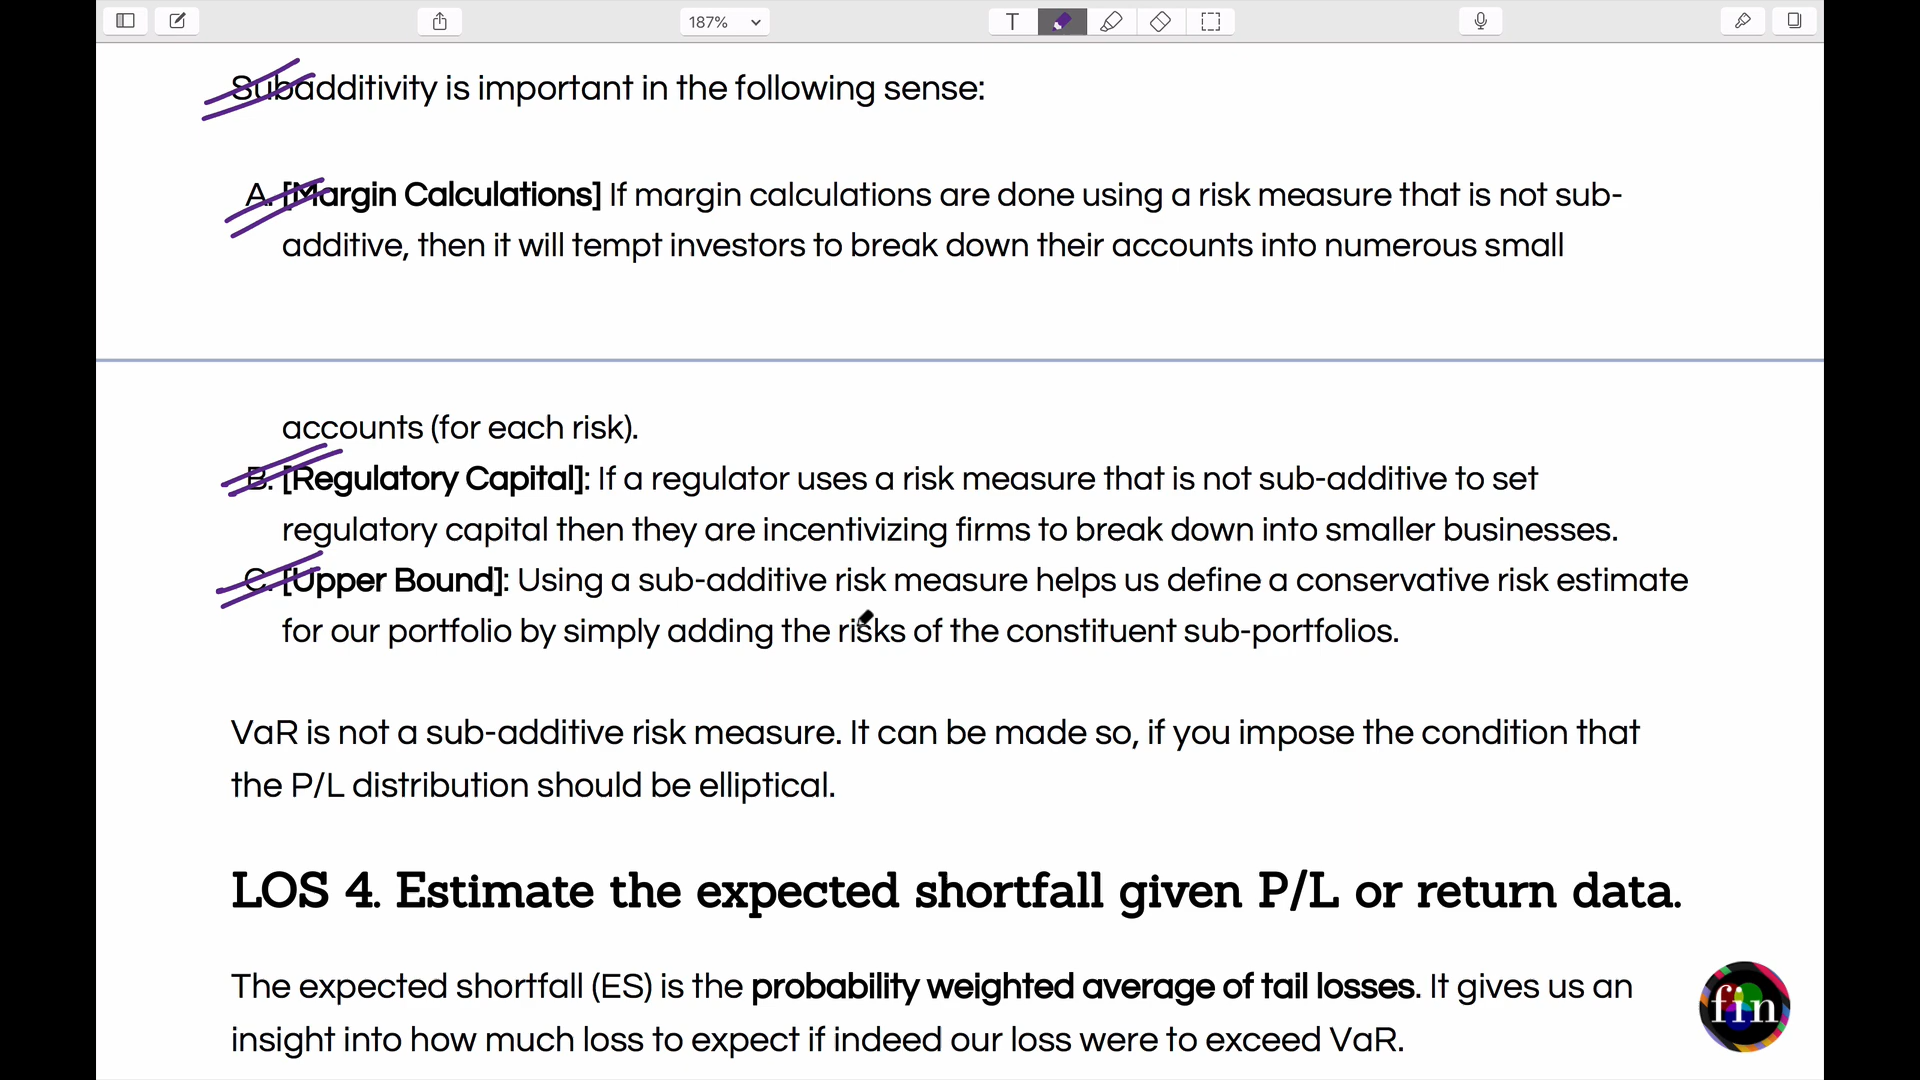 187%
T
Subadditivity is important in the following sense:
A. [Margin Calculations] If margin calculations are done using a risk measure that is not sub-
additive, then it will tempt investors to break down their accounts into numerous small
accounts (for each risk).
B. [Regulatory Capital]: If a regulator uses a risk measure that is not sub-additive to set
regulatory capital then they are incentivizing firms to break down into smaller businesses.
C. [Upper Bound]: Using a sub-additive risk measure helps us define a conservative risk estimate
for our portfolio by simply adding the risks of the constituent sub-portfolios.
VaR is not a sub-additive risk measure. It can be made so, if you impose the condition that
the P/L distribution should be elliptical.
LOS 4. Estimate the expected shortfall given P/L or return data.
The expected shortfall (ES) is the probability weighted average of tail losses. It gives us an
insight into how much loss to expect if indeed our loss were to exceed VaR.
fin